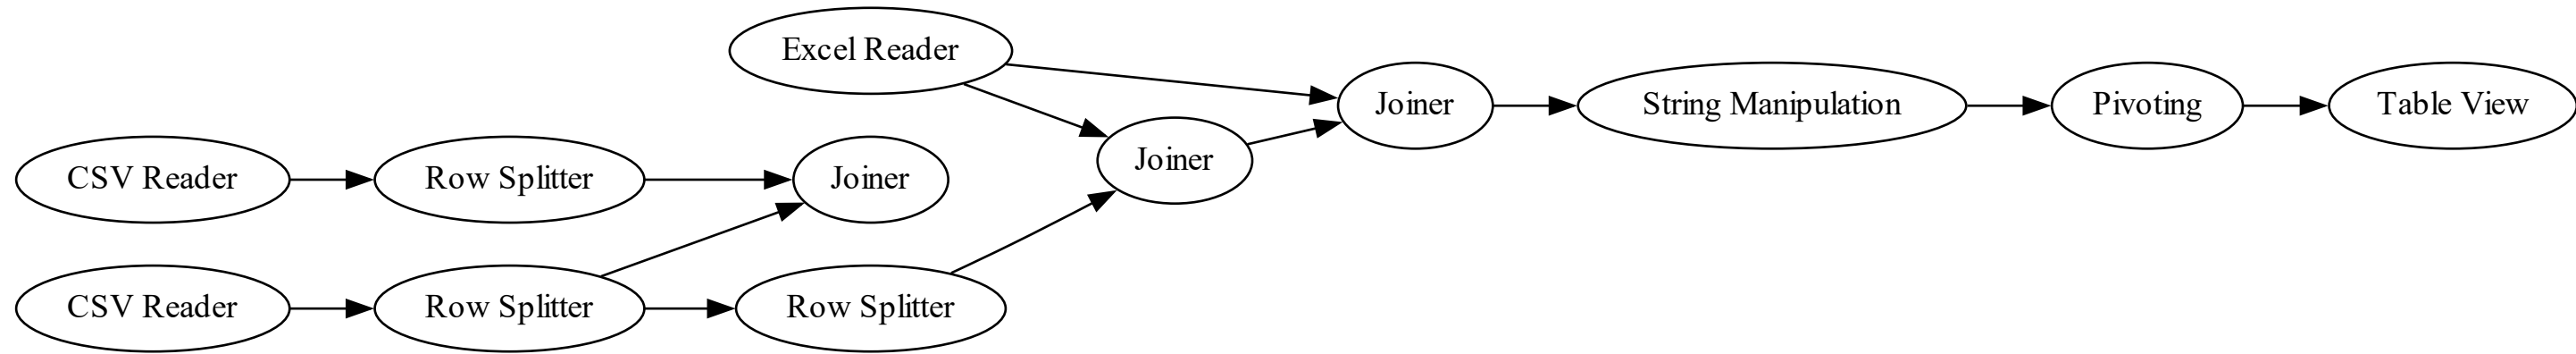 Excel Reader
Joiner
String Manipulation
Pivoting
Table View
Joiner
CSV Reader
Row Splitter
Joiner
CSV Reader
Row Splitter
Row Splitter